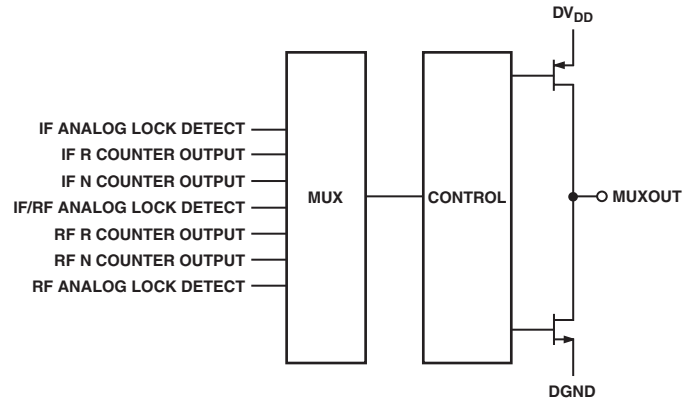 DVDD
IF ANALOG LOCK DETECT
IF R COUNTER OUTPUT
IF N COUNTER OUTPUT
IF/RF ANALOG LOCK DETECT
RF R COUNTER OUTPUT
RF N COUNTER OUTPUT
RF ANALOG LOCK DETECT
MUX
CONTROL
MUXOUT
DGND